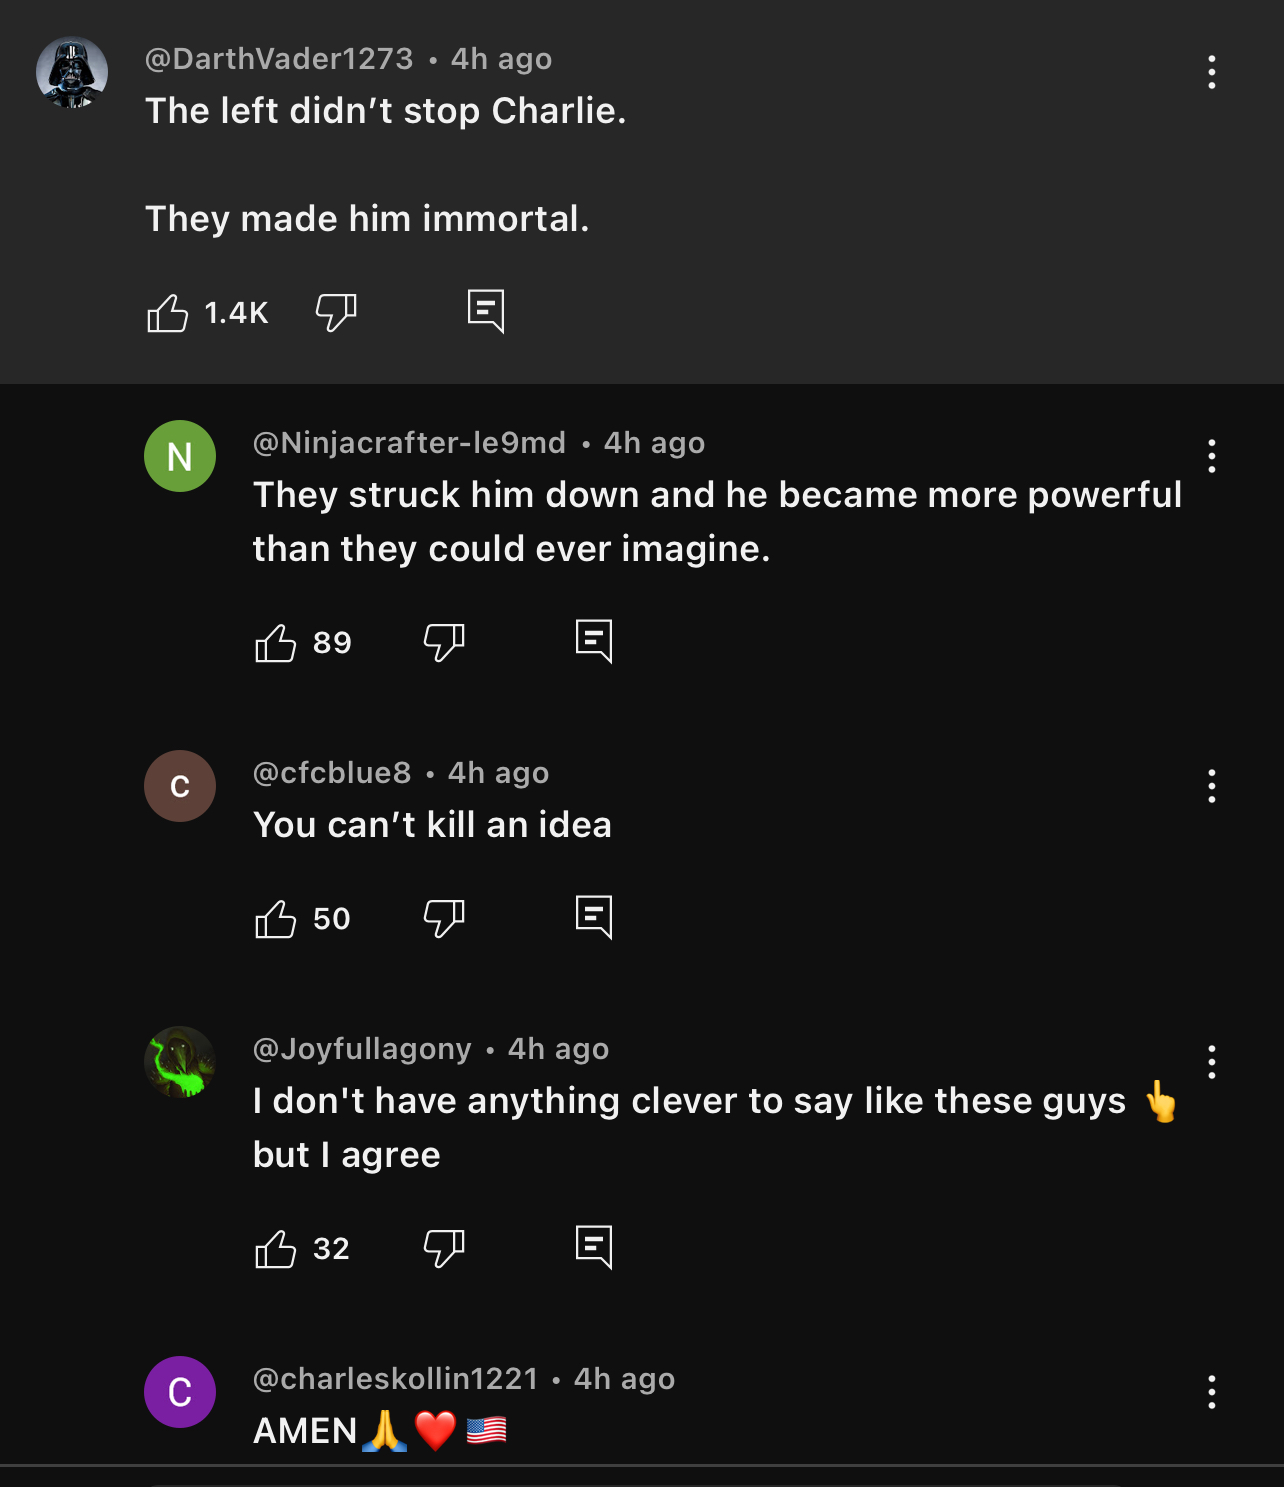 @DarthVader1273 • 4h ago
The left didn’t stop Charlie.
They made him immortal.
1.4K
N
@Ninjacrafter-le9md • 4h ago
They struck him down and he became more powerful
than they could ever imagine.
89
C
@cfcblue8 • 4h ago
You can’t kill an idea
50
@Joyfullagony • 4h ago
I don't have anything clever to say like these guys 👆
but I agree
32
C
@charleskollin1221 • 4h ago
AMEN🙏❤️🇺🇸